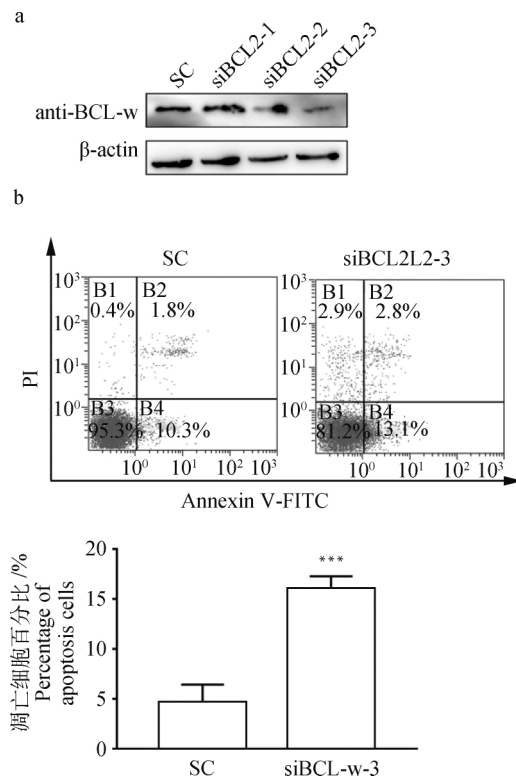 a
SC siBCL2-1 siBCL2-2 siBCL2-3
anti-BCL-w
β-actin
b
SC siBCL2L2-3
10³ 10³
B1 B2 B1 B2
0.4% 1.8% 2.9% 2.8%
10² 10²
PI
10¹ 10¹
10⁰ 10⁰
B3 B4 B3 B4
95.3% 10.3% 81.2% 13.1%
10⁰ 10¹ 10² 10³ 10⁰ 10¹ 10² 10³
Annexin V-FITC
凋亡细胞百分比 /%
Percentage of
apoptosis cells
20
15
10
5
0
***
SC siBCL-w-3